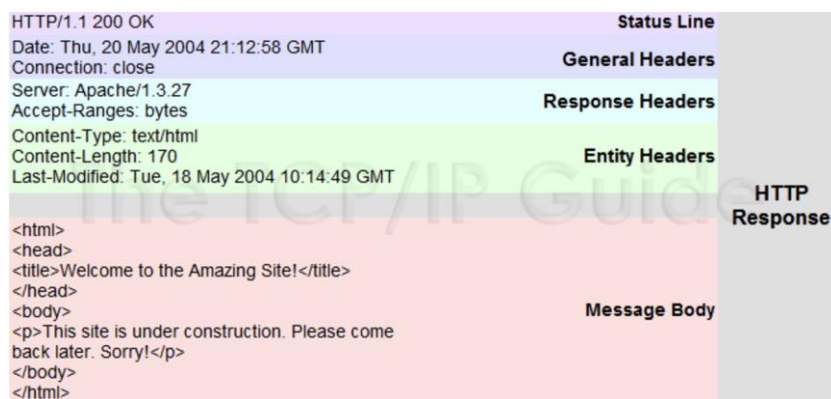 HTTP/1.1 200 OK
Status Line
Date: Thu, 20 May 2004 21:12:58 GMT
Connection: close
General Headers
Server: Apache/1.3.27
Accept-Ranges: bytes
Response Headers
Content-Type: text/html
Content-Length: 170
Last-Modified: Tue, 18 May 2004 10:14:49 GMT
Entity Headers
The TCP/IP Guide
<html>
<head>
<title>Welcome to the Amazing Site!</title>
</head>
<body>
<p>This site is under construction. Please come
back later. Sorry!</p>
</body>
</html>
Message Body
HTTP
Response